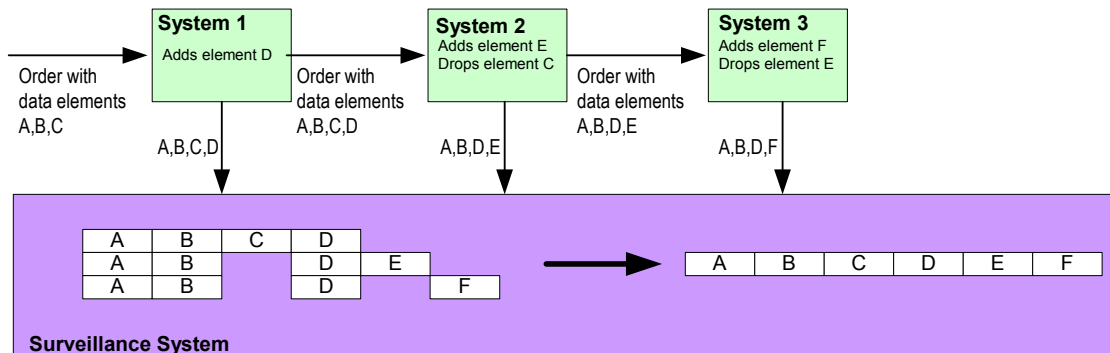 System 1
Adds element D
System 2
Adds element E
Drops element C
System 3
Adds element F
Drops element E
Order with
data elements
A,B,C
Order with
data elements
A,B,C,D
Order with
data elements
A,B,D,E
A,B,C,D
A,B,D,E
A,B,D,F
A B C D
A B D E
A B D F
A B C D E F
Surveillance System